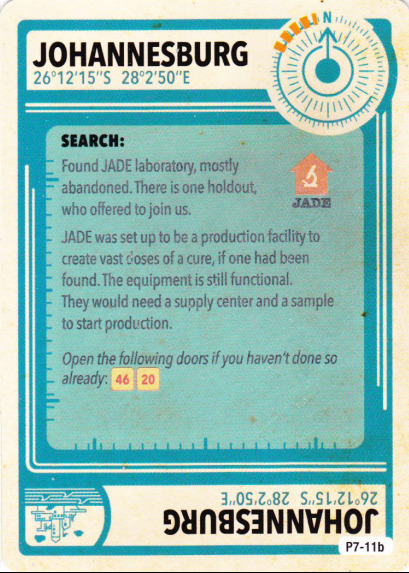 N
JOHANNESBURG
26°12'15"S 28°2'50"E
SEARCH:
Found JADE laboratory, mostly
abandoned. There is one holdout,
who offered to join us.
JADE
JADE was set up to be a production facility to
create vast doses of a cure, if one had been
found. The equipment is still functional.
They would need a supply center and a sample
to start production.
Open the following doors if you haven't done so
already: 46 20
26°12'15"S 28°2'50"E
JOHANNESBURG
P7-11b